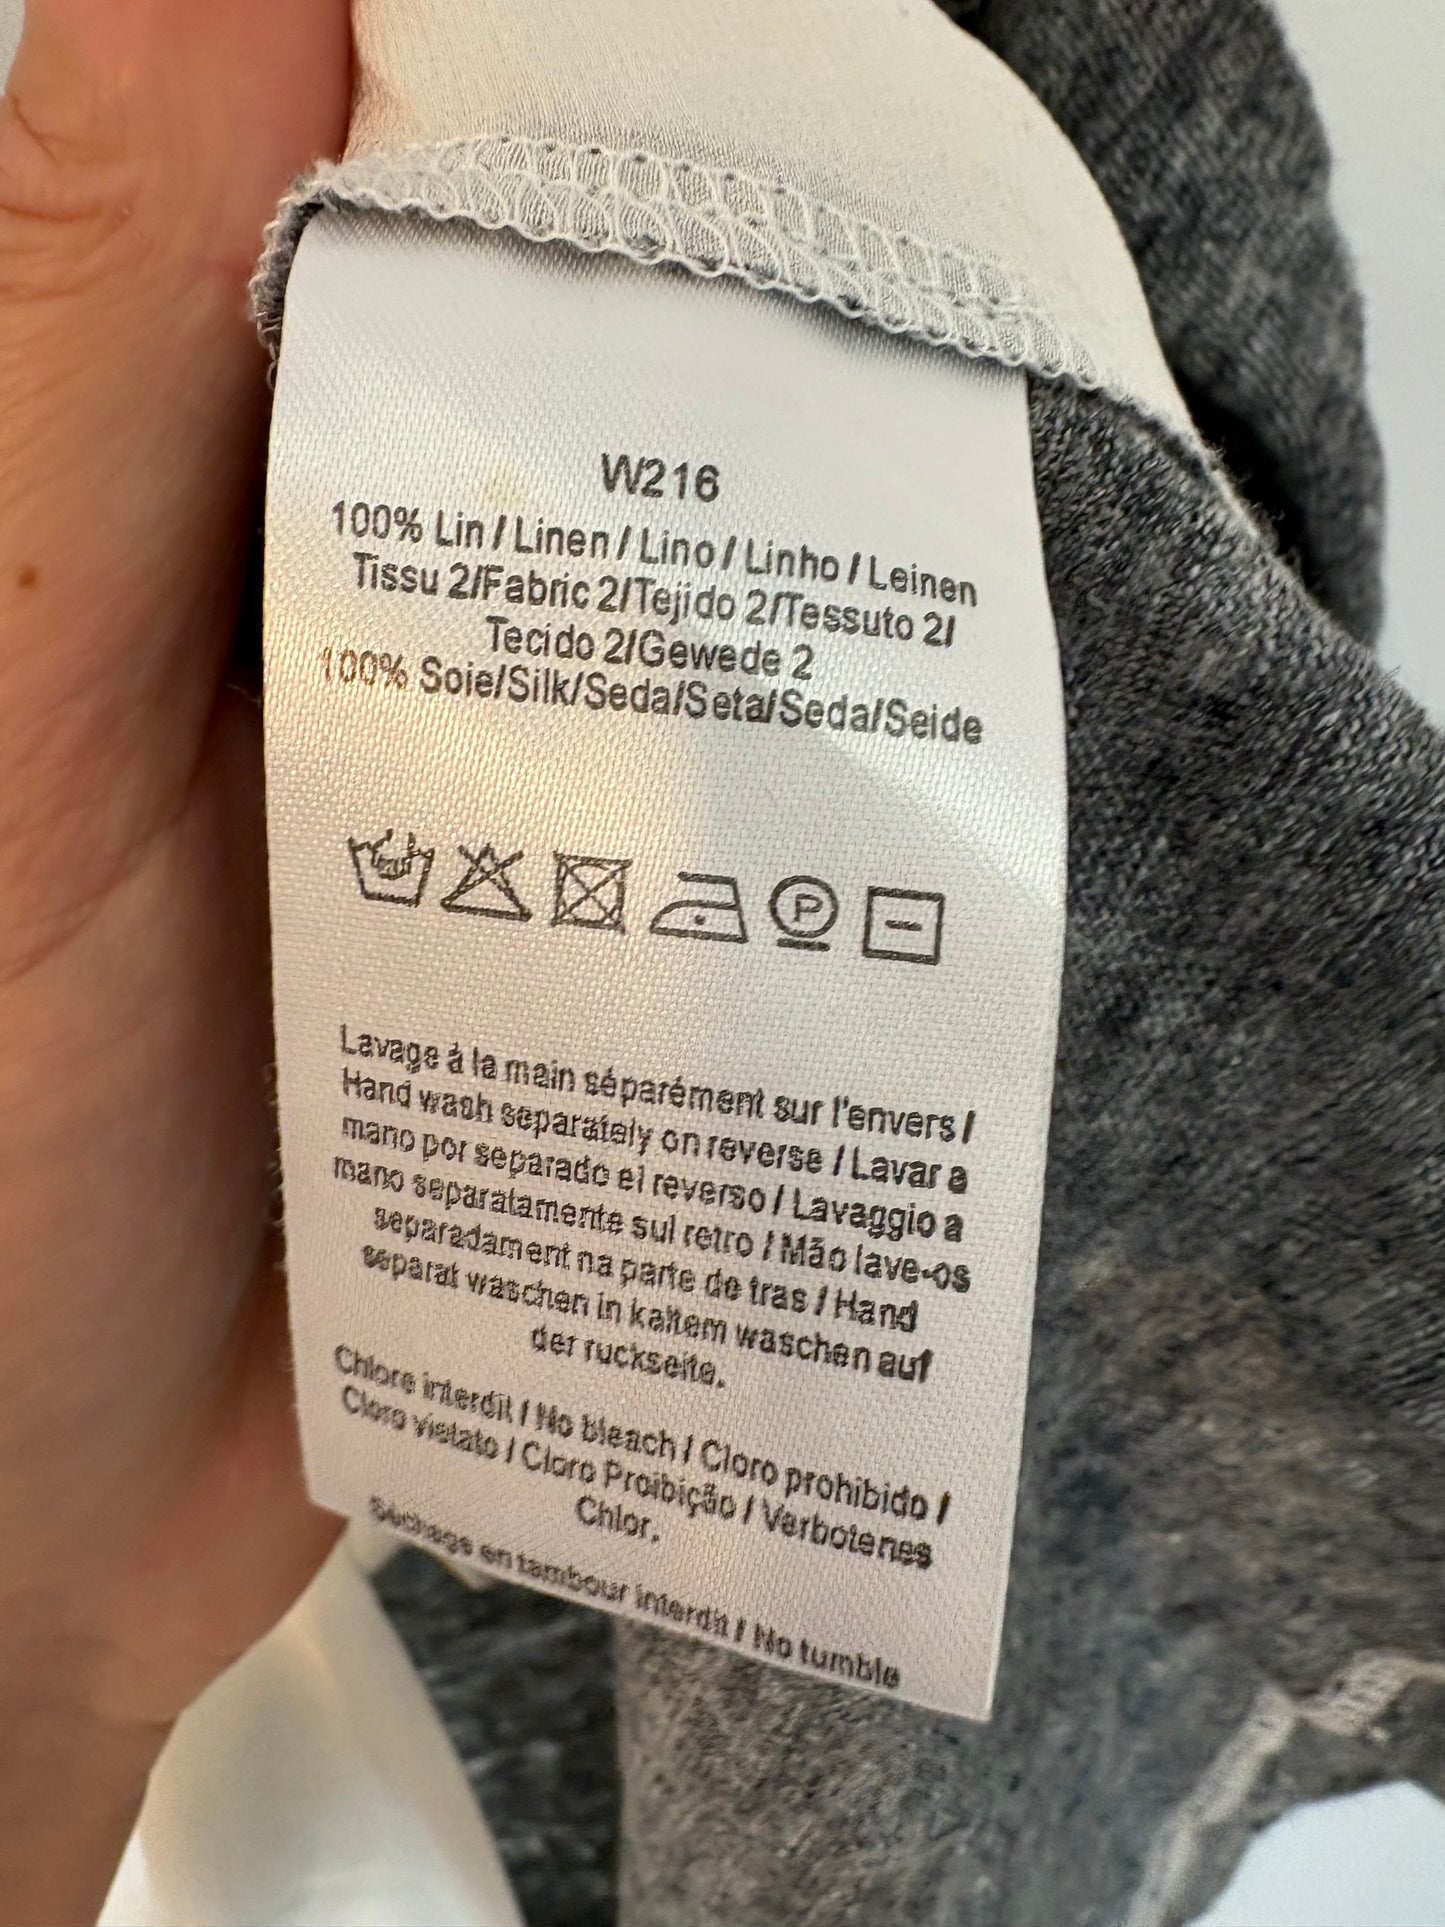 W216
100% Lin / Linen / Lino / Linho / Leinen
Tissu 2/Fabric 2/Tejido 2/Tessuto 2/
Tecido 2/Gewede 2
100% Soie/Silk/Seda/Seta/Seda/Seide
P
Lavage à la main séparément sur l'envers /
Hand wash separately on reverse / Lavar a
mano por separado el reverso / Lavaggio a
mano separatamente sul retro / Mão lave-os
separadament na parte de tras / Hand
separat waschen in kaltem waschen auf
der ruckseite.
Chlore interdit / No bleach / Cloro prohibido /
Cloro vietato / Cloro Proibição / Verbotenes
Chlor.
Séchage en tambour interdit / No tumble